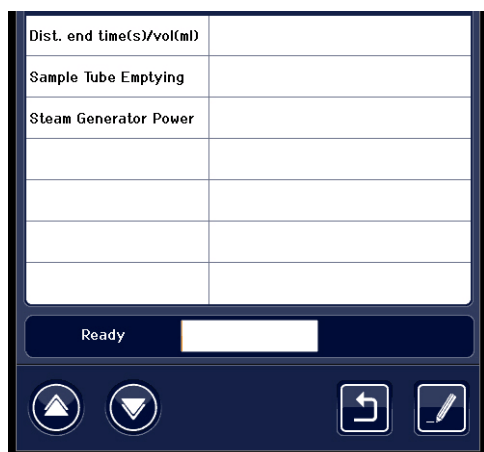 Dist. end time(s)/vol(ml)
Sample Tube Emptying
Steam Generator Power
Ready